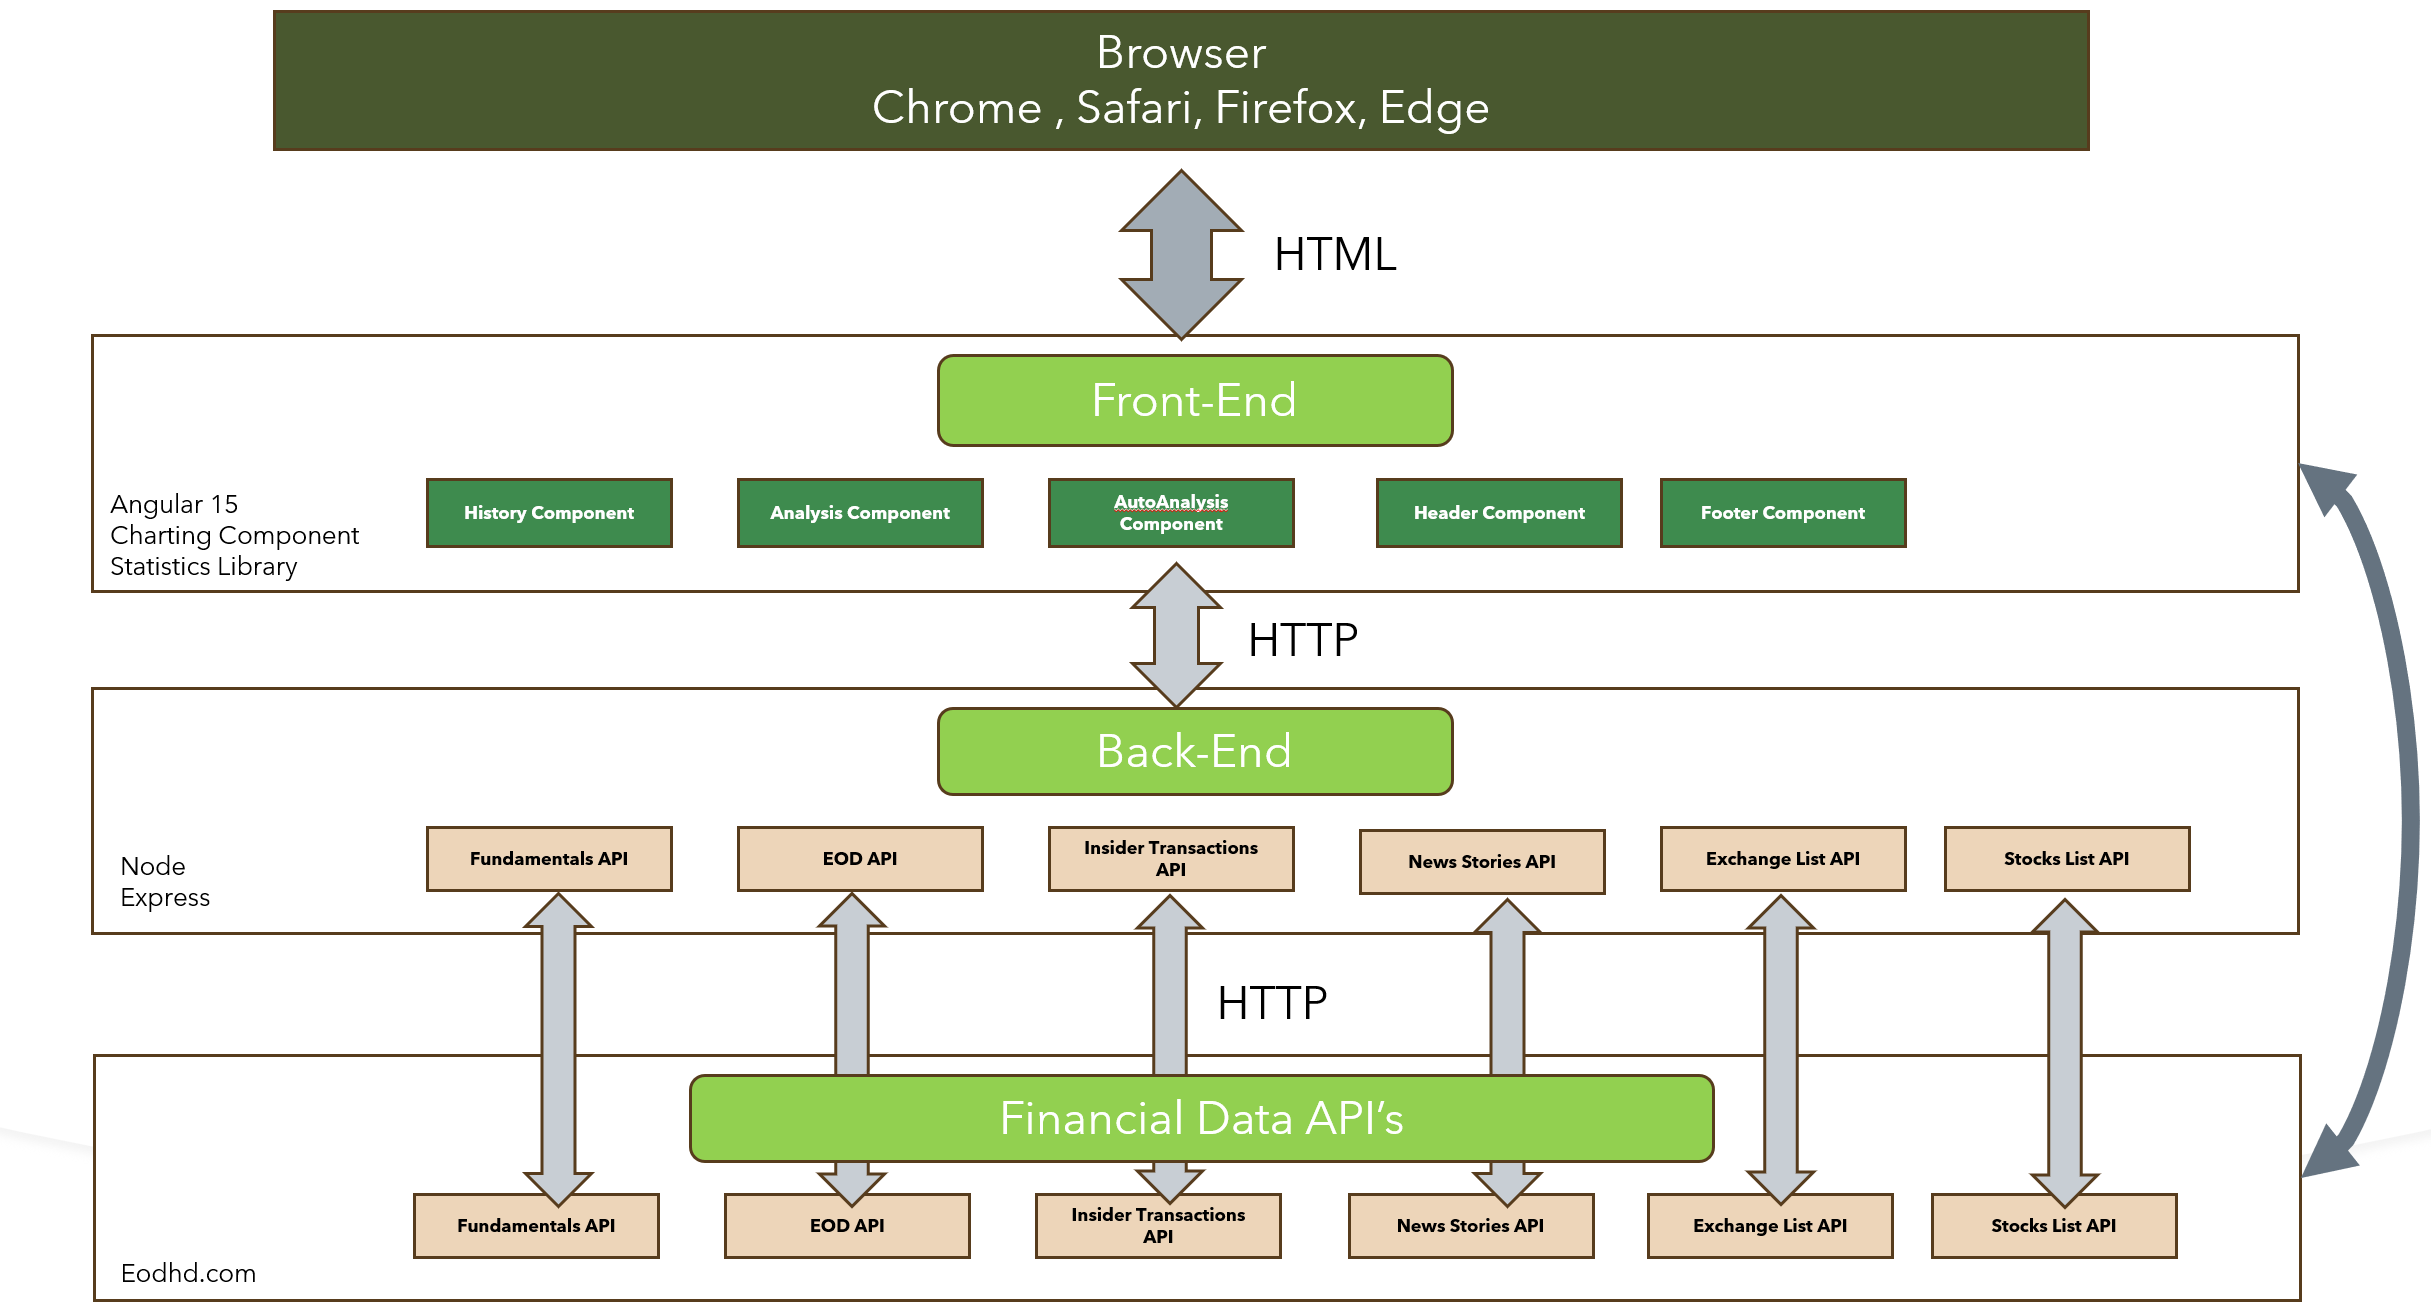 Browser
Chrome , Safari, Firefox, Edge
HTML
Front-End
Angular 15
Charting Component
Statistics Library
History Component
Analysis Component
AutoAnalysis
Component
Header Component
Footer Component
HTTP
Back-End
Node
Express
Fundamentals API
EOD API
Insider Transactions
API
News Stories API
Exchange List API
Stocks List API
HTTP
Financial Data API’s
Fundamentals API
EOD API
Insider Transactions
API
News Stories API
Exchange List API
Stocks List API
Eodhd.com